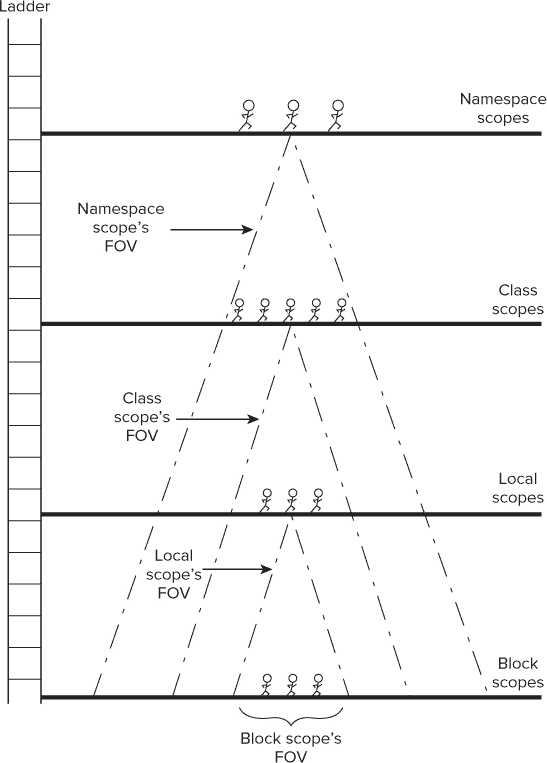 Ladder
Namespace
scopes
Namespace
scope's
FOV
Class
scopes
Class
scope's
FOV
Local
scopes
Local
scope's
FOV
Block
scopes
Block scope's
FOV